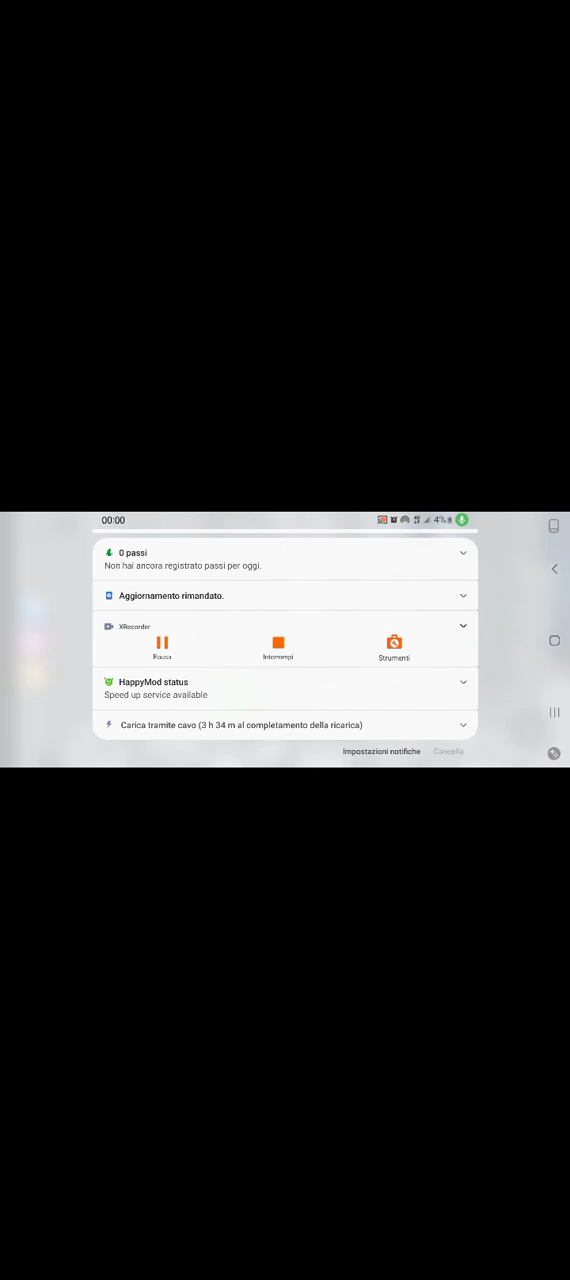 00:00
4%
0 passi
Non hai ancora registrato passi per oggi.
Aggiornamento rimandato.
XRecorder
Pausa
Interrompi
Strumenti
HappyMod status
Speed up service available
Carica tramite cavo (3 h 34 m al completamento della ricarica)
Impostazioni notifiche
Cancella